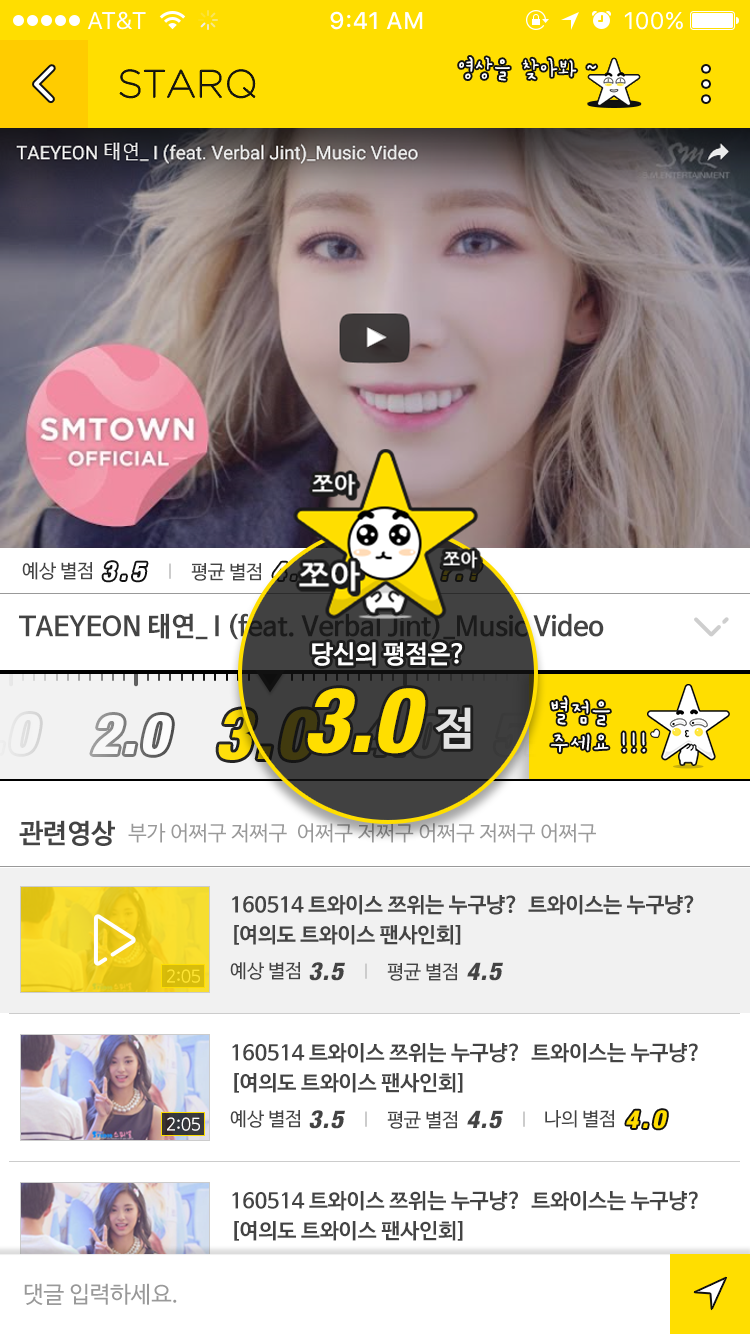 AT&T 9:41 AM 100%
STARQ 영상을 찾아봐 ~
TAEYEON 태연_ I (feat. Verbal Jint)_Music Video
SM
S.M.ENTERTAINMENT
SMTOWN
OFFICIAL
쪼아
쪼아
쪼아
예상 별점 3.5 평균 별점
TAEYEON 태연_ I (feat. Verbal Jint)_Music Video
당신의 평점은?
2.0 3.0 3.0 점
별점을
주세요 !!!
관련영상 부가 어쩌구 저쩌구 어쩌구 저쩌구 어쩌구 저쩌구 어쩌구
160514 트와이스 쯔위는 누구냥? 트와이스는 누구냥?
[여의도 트와이스 팬사인회]
2:05
예상 별점 3.5 평균 별점 4.5
160514 트와이스 쯔위는 누구냥? 트와이스는 누구냥?
[여의도 트와이스 팬사인회]
2:05
예상 별점 3.5 평균 별점 4.5 나의 별점 4.0
160514 트와이스 쯔위는 누구냥? 트와이스는 누구냥?
[여의도 트와이스 팬사인회]
댓글 입력하세요.